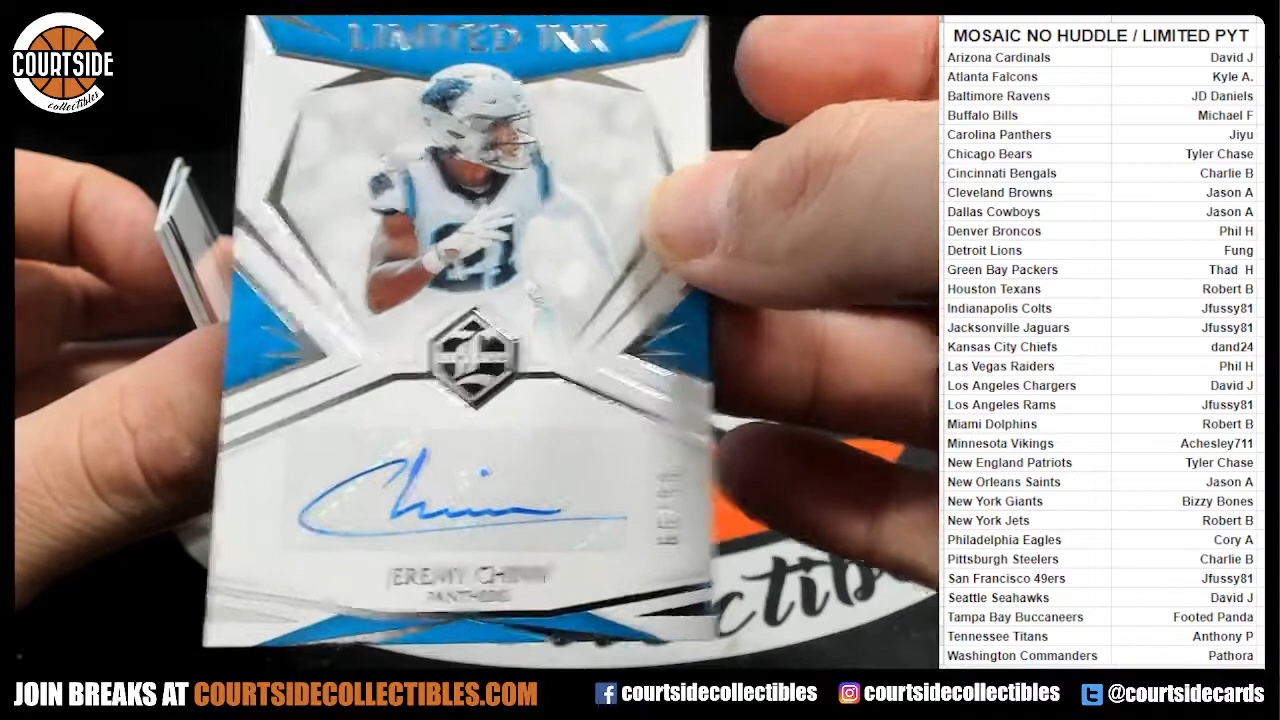 COURTSIDE
collectibles
LIMITED INK
Chinn
JEREMY CHINN
PANTHERS
MOSAIC NO HUDDLE / LIMITED PYT
Arizona Cardinals David J
Atlanta Falcons Kyle A.
Baltimore Ravens JD Daniels
Buffalo Bills Michael F
Carolina Panthers Jiyu
Chicago Bears Tyler Chase
Cincinnati Bengals Charlie B
Cleveland Browns Jason A
Dallas Cowboys Jason A
Denver Broncos Phil H
Detroit Lions Fung
Green Bay Packers Thad H
Houston Texans Robert B
Indianapolis Colts Jfussy81
Jacksonville Jaguars Jfussy81
Kansas City Chiefs dand24
Las Vegas Raiders Phil H
Los Angeles Chargers David J
Los Angeles Rams Jfussy81
Miami Dolphins Robert B
Minnesota Vikings Achesley711
New England Patriots Tyler Chase
New Orleans Saints Jason A
New York Giants Bizzy Bones
New York Jets Robert B
Philadelphia Eagles Cory A
Pittsburgh Steelers Charlie B
San Francisco 49ers Jfussy81
Seattle Seahawks David J
Tampa Bay Buccaneers Footed Panda
Tennessee Titans Anthony P
Washington Commanders Pathora
JOIN BREAKS AT COURTSIDECOLLECTIBLES.COM
courtsidecollectibles
courtsidecollectibles
@courtsidecards